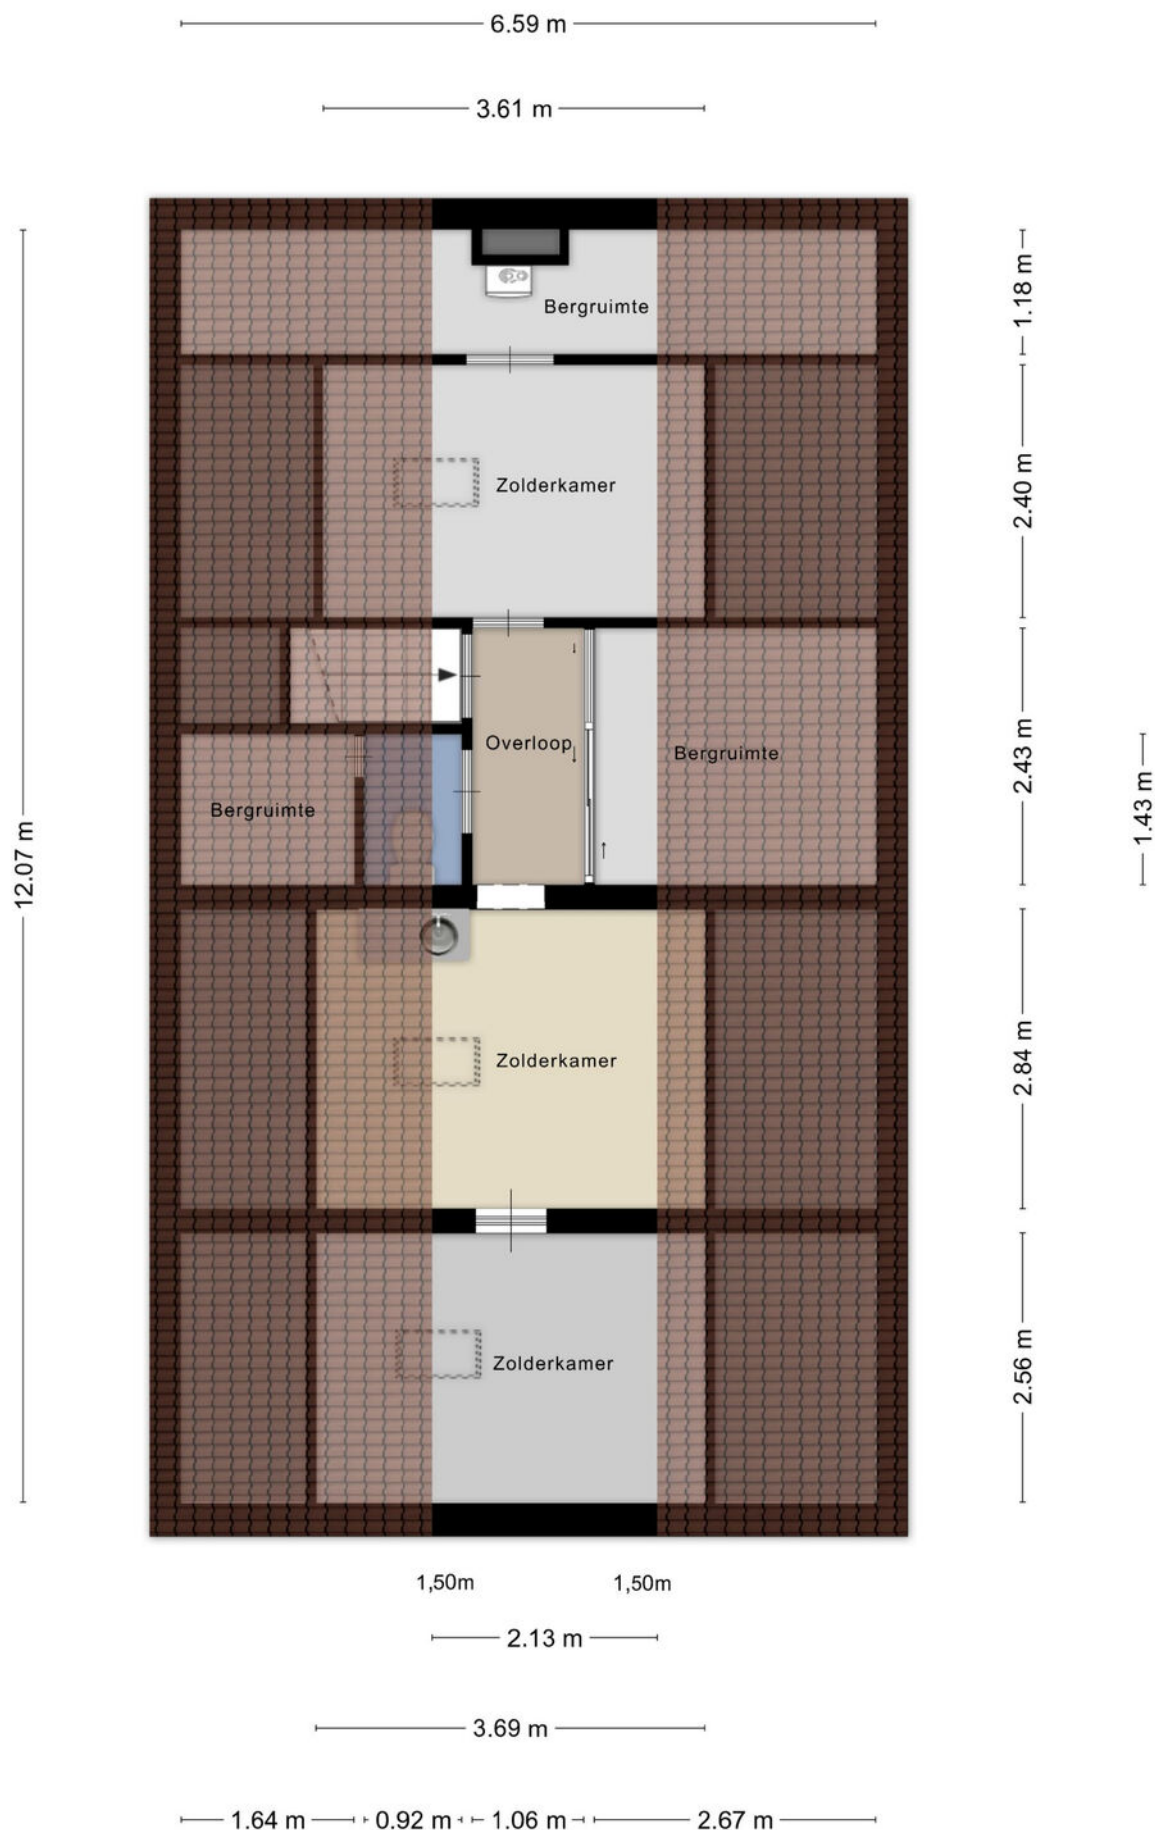 6.59 m
3.61 m
Bergruimte
1.18 m
Zolderkamer
2.40 m
Overloop
Bergruimte
2.43 m
Bergruimte
1.43 m
12.07 m
Zolderkamer
2.84 m
Zolderkamer
2.56 m
1,50m 1,50m
2.13 m
3.69 m
1.64 m 0.92 m 1.06 m 2.67 m